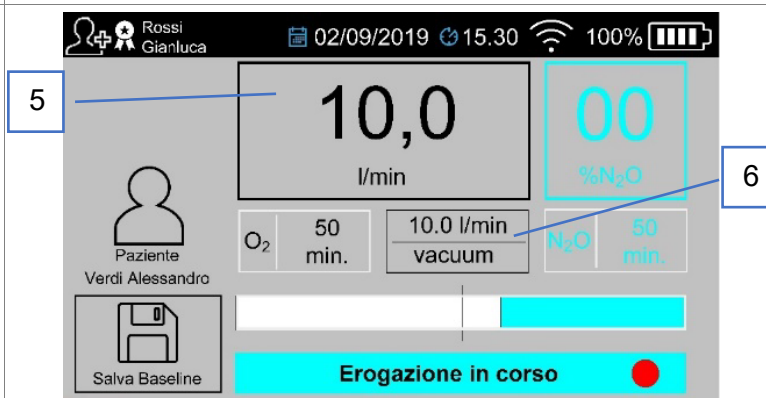 Rossi
Gianluca
02/09/2019 15.30 100%
5
10,0
l/min
00
%N₂O
6
Paziente
Verdi Alessandro
O₂ 50 min.
10.0 l/min
vacuum
N₂O 50 min.
Salva Baseline
Erogazione in corso